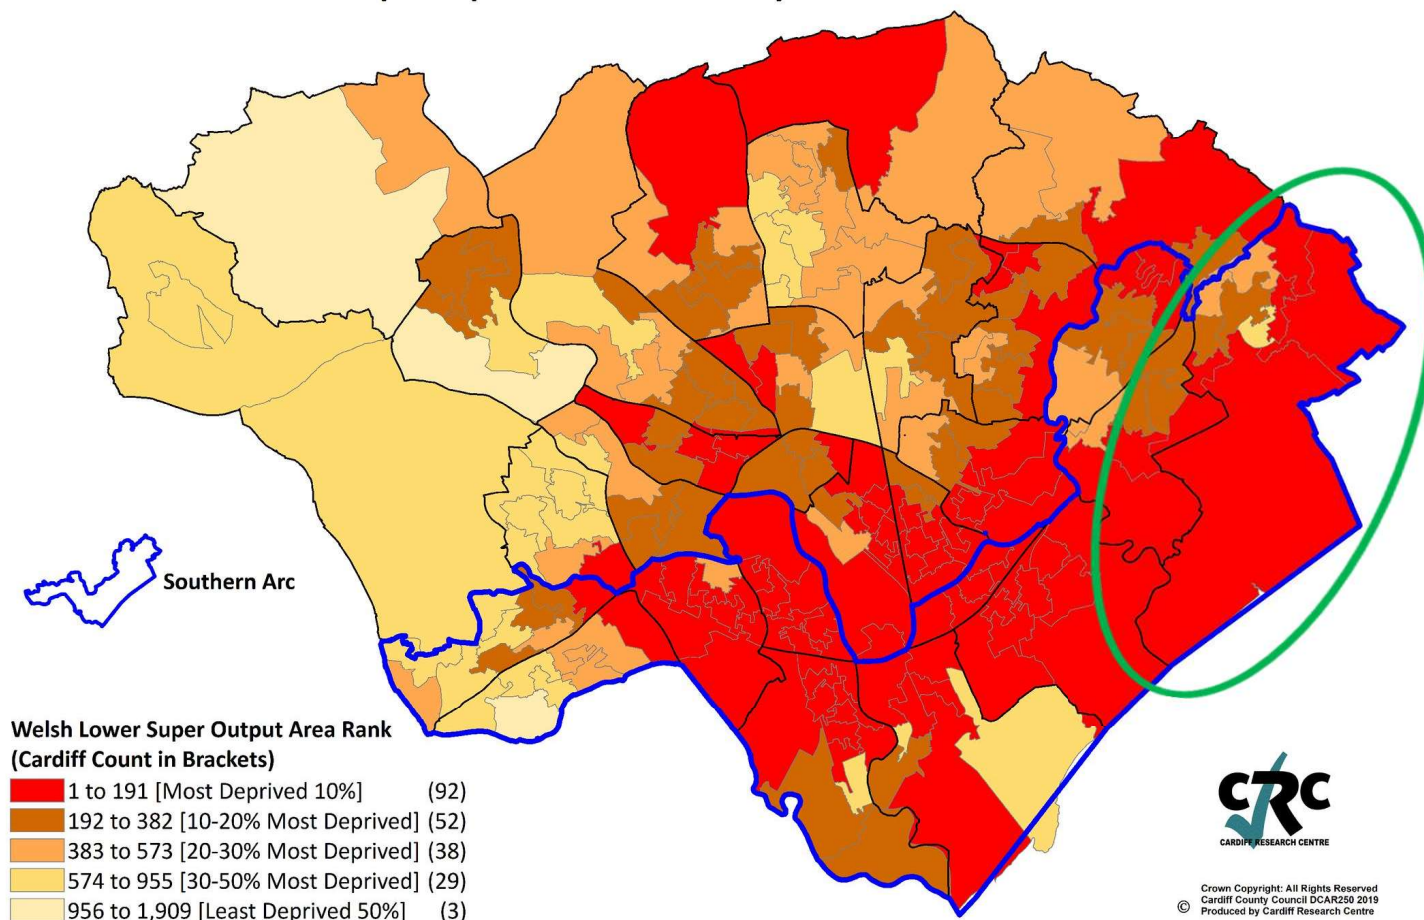 Southern Arc
Welsh Lower Super Output Area Rank
(Cardiff Count in Brackets)
1 to 191 [Most Deprived 10%] (92)
192 to 382 [10-20% Most Deprived] (52)
383 to 573 [20-30% Most Deprived] (38)
574 to 955 [30-50% Most Deprived] (29)
956 to 1,909 [Least Deprived 50%] (3)
CRC
CARDIFF RESEARCH CENTRE
Crown Copyright: All Rights Reserved
Cardiff County Council DCAR250 2019
© Produced by Cardiff Research Centre